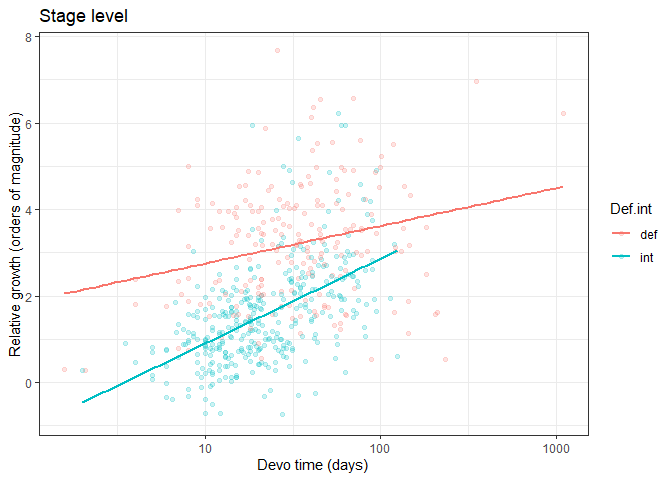 Stage level
Relative growth (orders of magnitude)
8
6
4
2
0
10
100
1000
Devo time (days)
Def.int
def
int